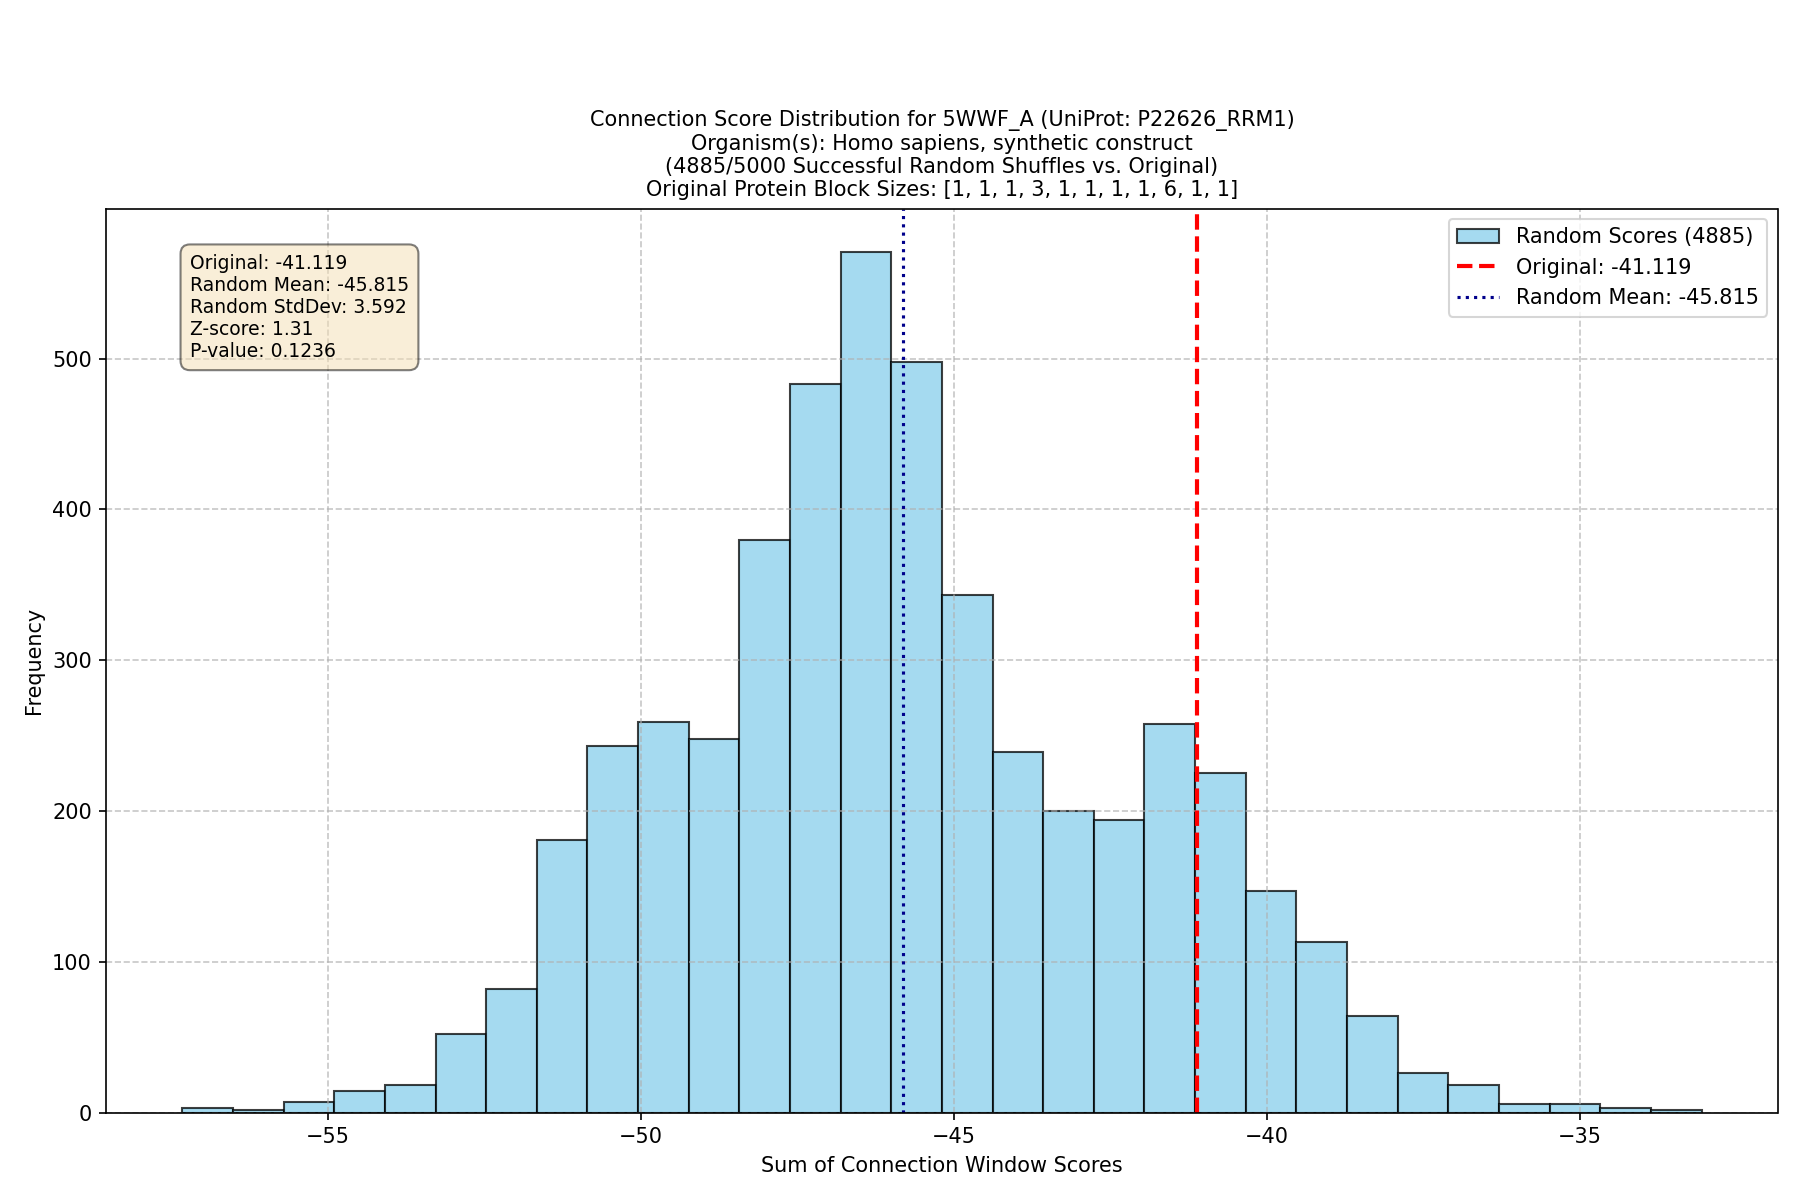 Connection Score Distribution for 5WWF_A (UniProt: P22626_RRM1)
Organism(s): Homo sapiens, synthetic construct
(4885/5000 Successful Random Shuffles vs. Original)
Original Protein Block Sizes: [1, 1, 1, 3, 1, 1, 1, 1, 6, 1, 1]
Original: -41.119
Random Mean: -45.815
Random StdDev: 3.592
Z-score: 1.31
P-value: 0.1236
Random Scores (4885)
Original: -41.119
Random Mean: -45.815
Frequency
500
400
300
200
100
0
−55
−50
−45
−40
−35
Sum of Connection Window Scores